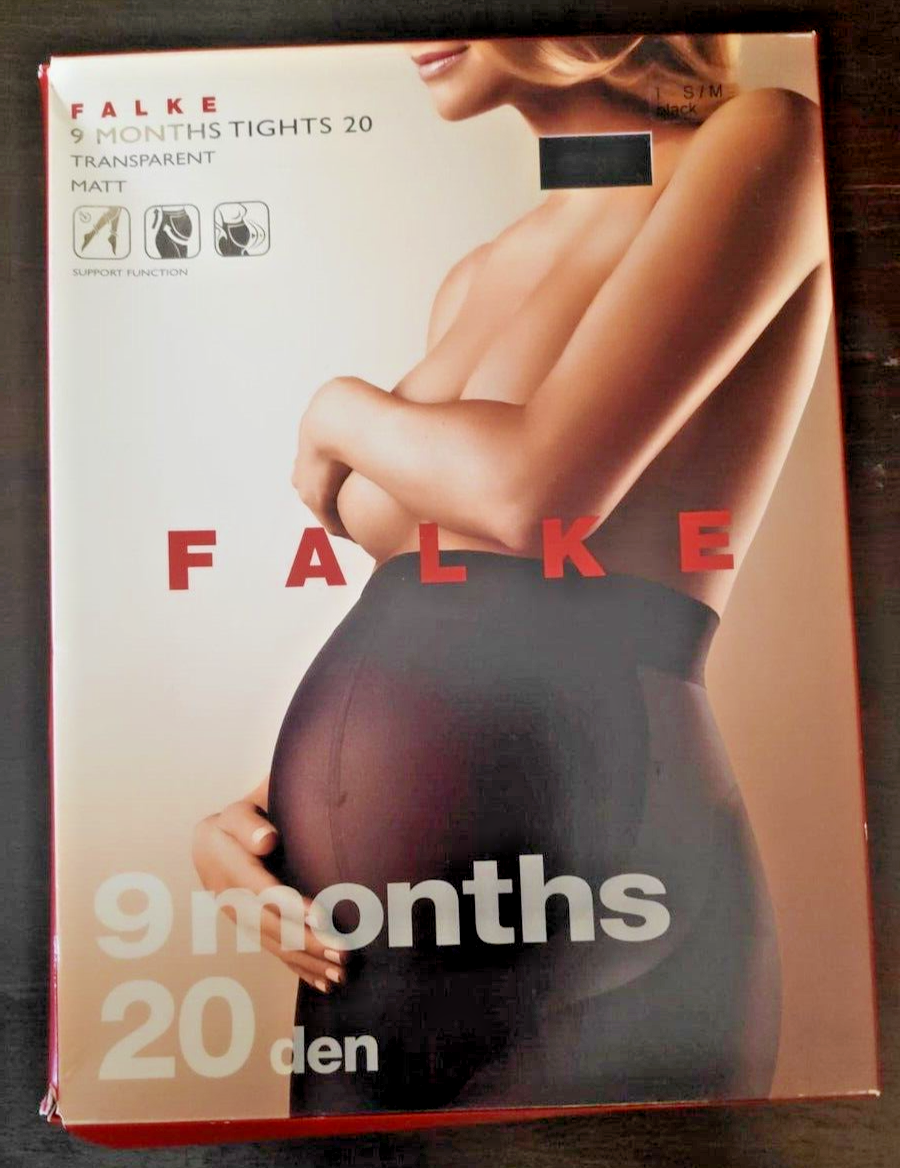 FALKE
9 MONTHS TIGHTS 20
TRANSPARENT
MATT
SUPPORT FUNCTION
I S/M
black
FALKE
9 months
20 den